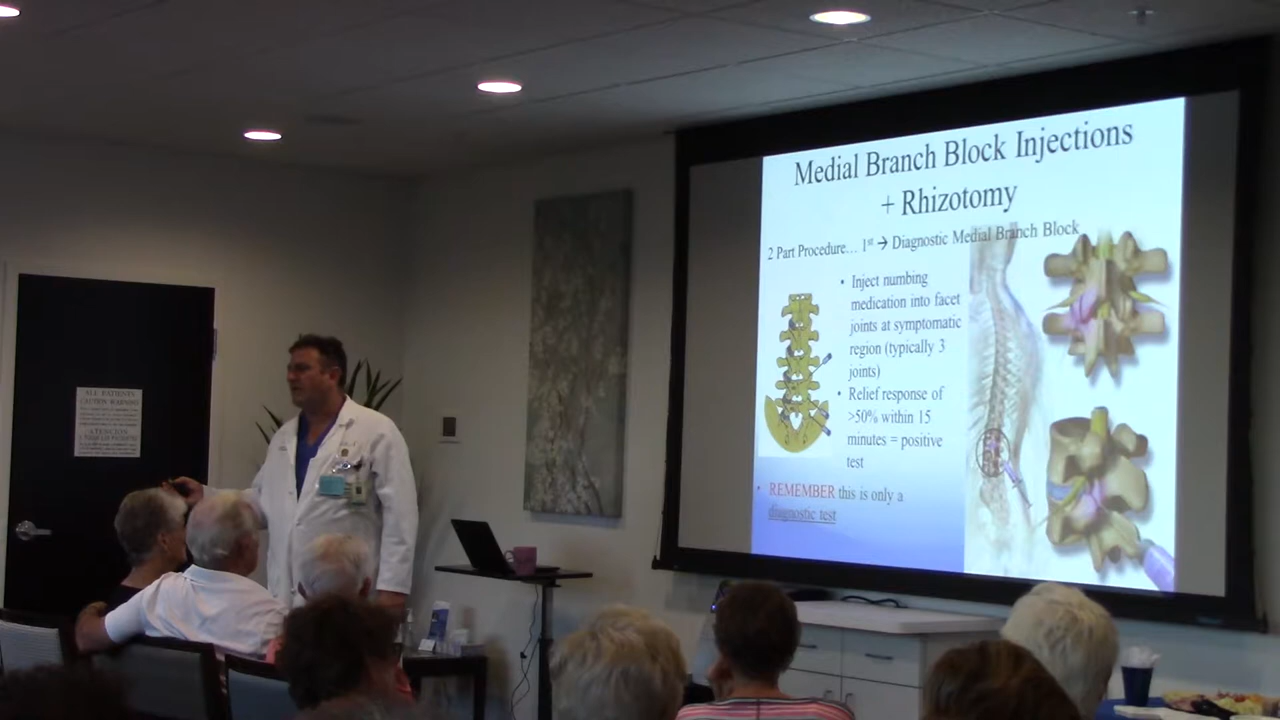 Medial Branch Block Injections
+ Rhizotomy
2 Part Procedure… 1st → Diagnostic Medial Branch Block
• Inject numbing
medication into facet
joints at symptomatic
region (typically 3
joints)
• Relief response of
>50% within 15
minutes = positive
test
• REMEMBER this is only a
diagnostic test
ALL PATIENTS
CAUTION WARNING